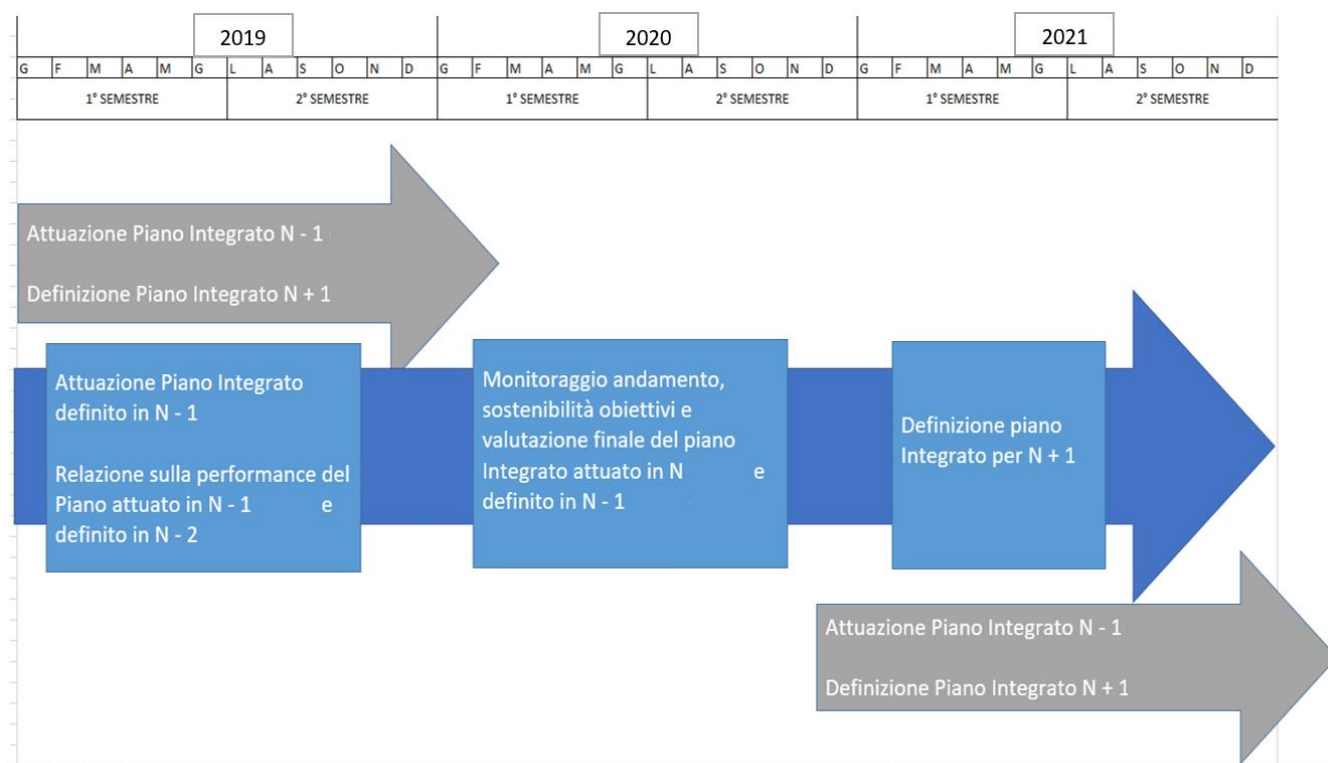 2019 2020 2021
G F M A M G L A S O N D G F M A M G L A S O N D G F M A M G L A S O N D
1° SEMESTRE 2° SEMESTRE 1° SEMESTRE 2° SEMESTRE 1° SEMESTRE 2° SEMESTRE
Attuazione Piano Integrato N - 1
Definizione Piano Integrato N + 1
Attuazione Piano Integrato
definito in N - 1
Relazione sulla performance del
Piano attuato in N - 1 e
definito in N - 2
Monitoraggio andamento,
sostenibilità obiettivi e
valutazione finale del piano
Integrato attuato in N e
definito in N - 1
Definizione piano
Integrato per N + 1
Attuazione Piano Integrato N - 1
Definizione Piano Integrato N + 1